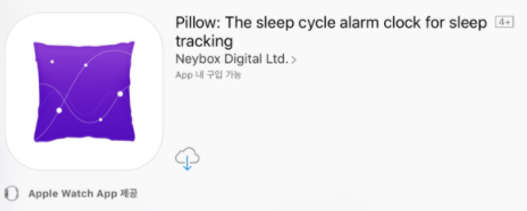 Pillow: The sleep cycle alarm clock for sleep 4+
tracking
Neybox Digital Ltd. >
App 내 구입 가능
Apple Watch App 제공